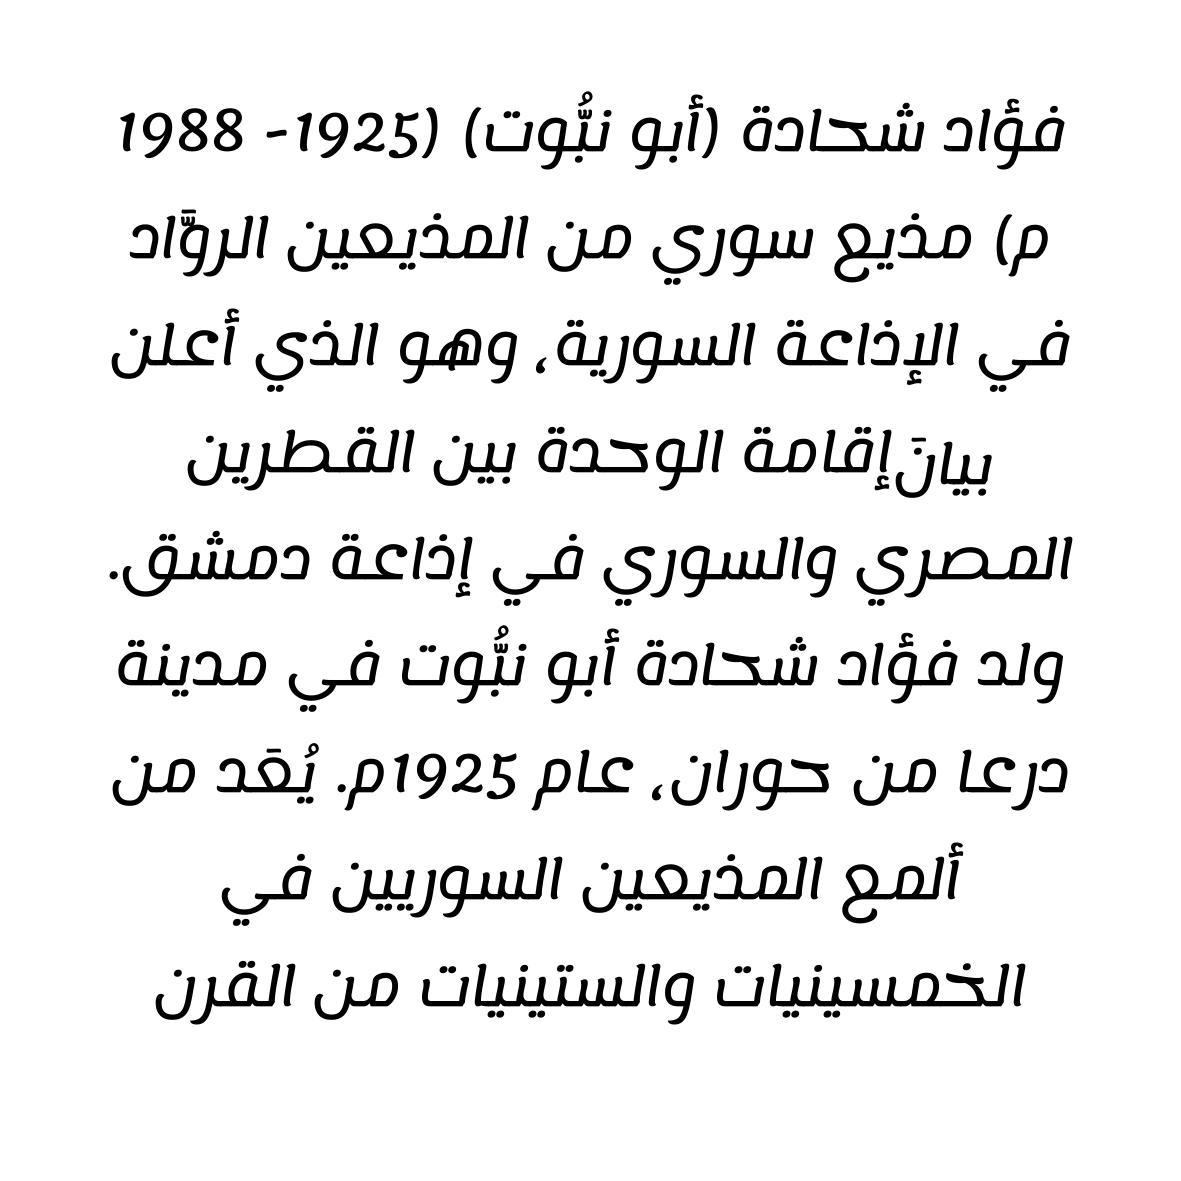 فؤاد شحادة (أبو نبُّوت) (1925- 1988
م) مذيع سوري من المذيعين الروَّاد
في الإذاعة السورية، وهو الذي أعلن
بيانَ إقامة الوحدة بين القطرين
المصري والسوري في إذاعة دمشق.
ولد فؤاد شحادة أبو نبُّوت في مدينة
درعا من حوران، عام 1925م. يُعَد من
ألمع المذيعين السوريين في
الخمسينيات والستينيات من القرن